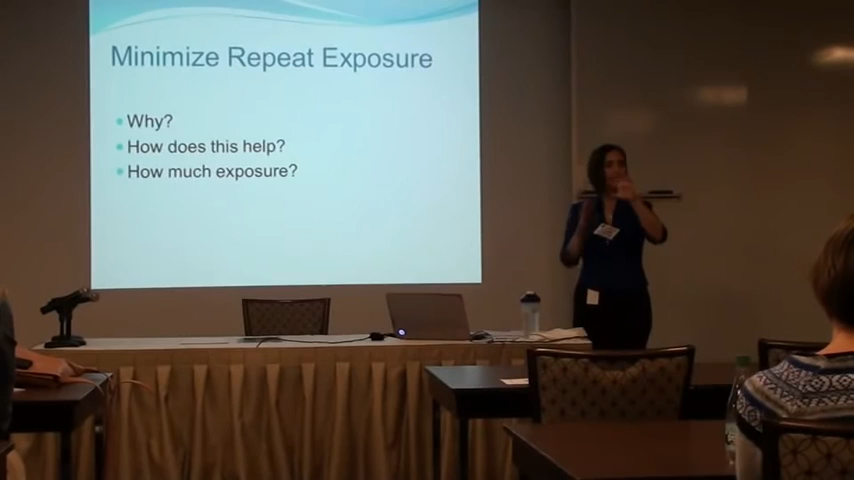 Minimize Repeat Exposure
Why?
How does this help?
How much exposure?